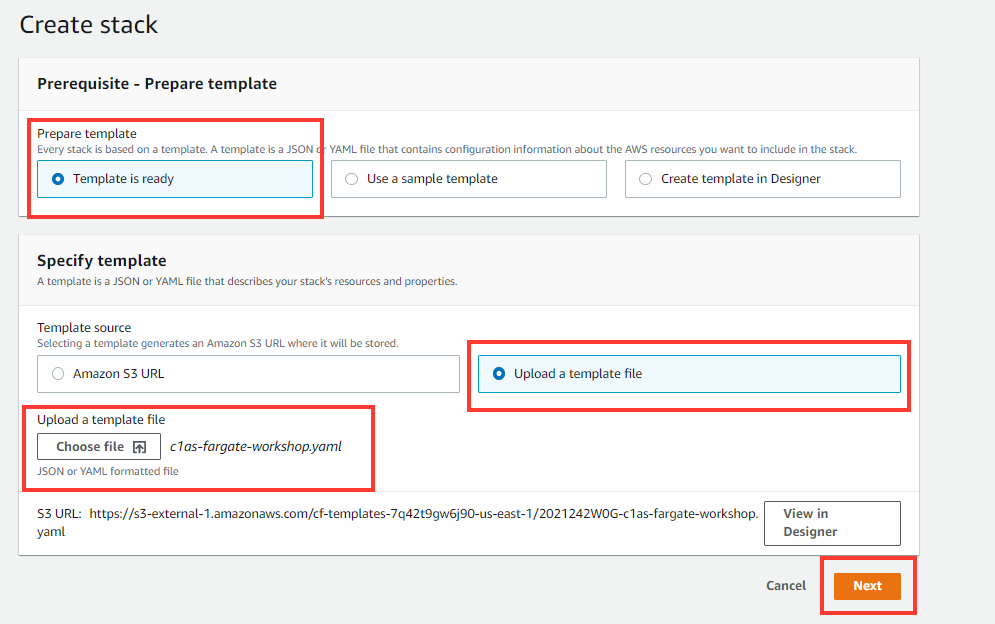 Create stack
Prerequisite - Prepare template
Prepare template
Every stack is based on a template. A template is a JSON or YAML file that contains configuration information about the AWS resources you want to include in the stack.
Template is ready
Use a sample template
Create template in Designer
Specify template
A template is a JSON or YAML file that describes your stack's resources and properties.
Template source
Selecting a template generates an Amazon S3 URL where it will be stored.
Amazon S3 URL
Upload a template file
Upload a template file
Choose file
c1as-fargate-workshop.yaml
JSON or YAML formatted file
S3 URL: https://s3-external-1.amazonaws.com/cf-templates-7q42t9gw6j90-us-east-1/2021242W0G-c1as-fargate-workshop.
yaml
View in
Designer
Cancel
Next